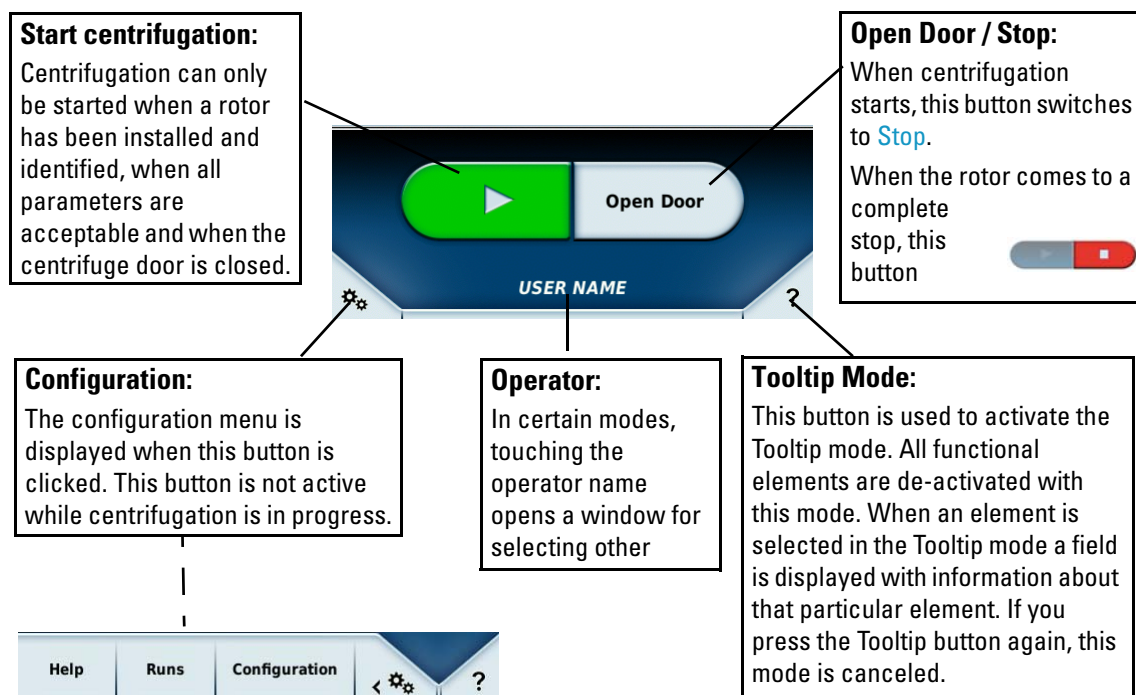 Start centrifugation:
Centrifugation can only
be started when a rotor
has been installed and
identified, when all
parameters are
acceptable and when the
centrifuge door is closed.
Open Door
USER NAME
?
Open Door / Stop:
When centrifugation
starts, this button switches
to Stop.
When the rotor comes to a
complete
stop, this
button
Configuration:
The configuration menu is
displayed when this button is
clicked. This button is not active
while centrifugation is in progress.
Operator:
In certain modes,
touching the
operator name
opens a window for
selecting other
Tooltip Mode:
This button is used to activate the
Tooltip mode. All functional
elements are de-activated with
this mode. When an element is
selected in the Tooltip mode a field
is displayed with information about
that particular element. If you
press the Tooltip button again, this
mode is canceled.
Help Runs Configuration ‹ ?